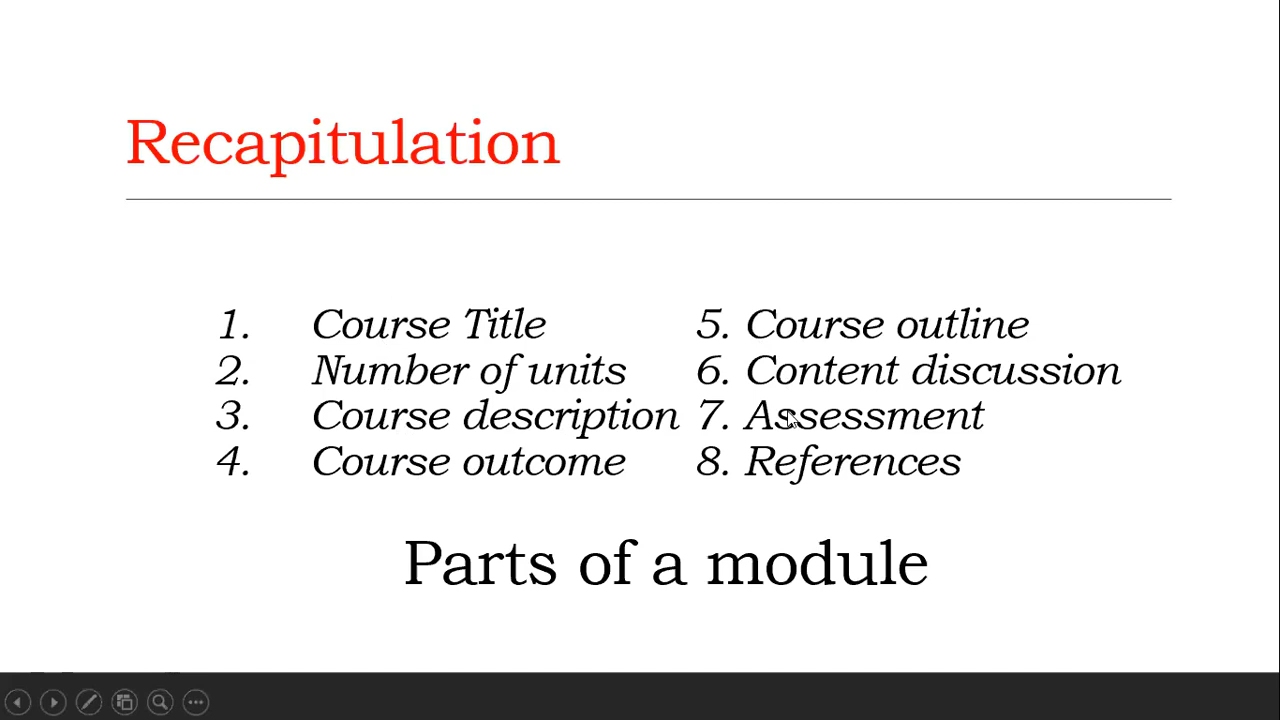 Recapitulation
1. Course Title
2. Number of units
3. Course description
4. Course outcome
5. Course outline
6. Content discussion
7. Assessment
8. References
Parts of a module